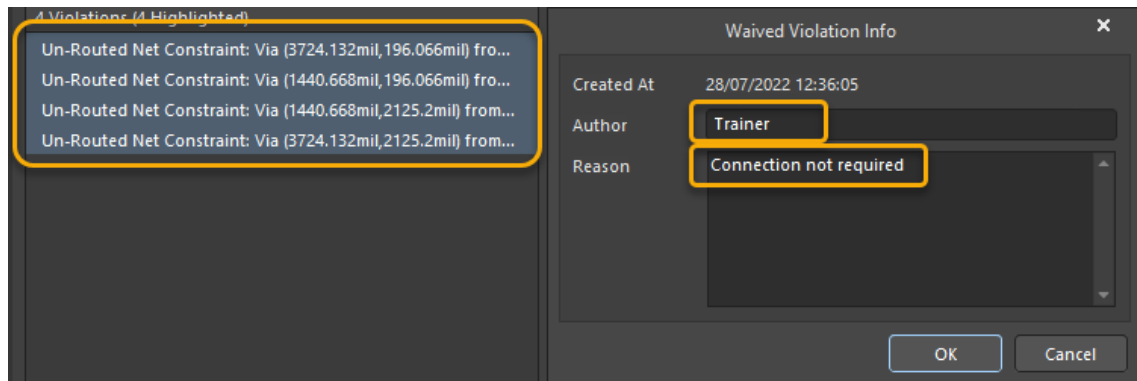 4 Violations (4 Highlighted)
Un-Routed Net Constraint: Via (3724.132mil,196.066mil) fro...
Un-Routed Net Constraint: Via (1440.668mil,196.066mil) fro...
Un-Routed Net Constraint: Via (1440.668mil,2125.2mil) from...
Un-Routed Net Constraint: Via (3724.132mil,2125.2mil) from...
Waived Violation Info
Created At 28/07/2022 12:36:05
Author Trainer
Reason Connection not required
OK Cancel